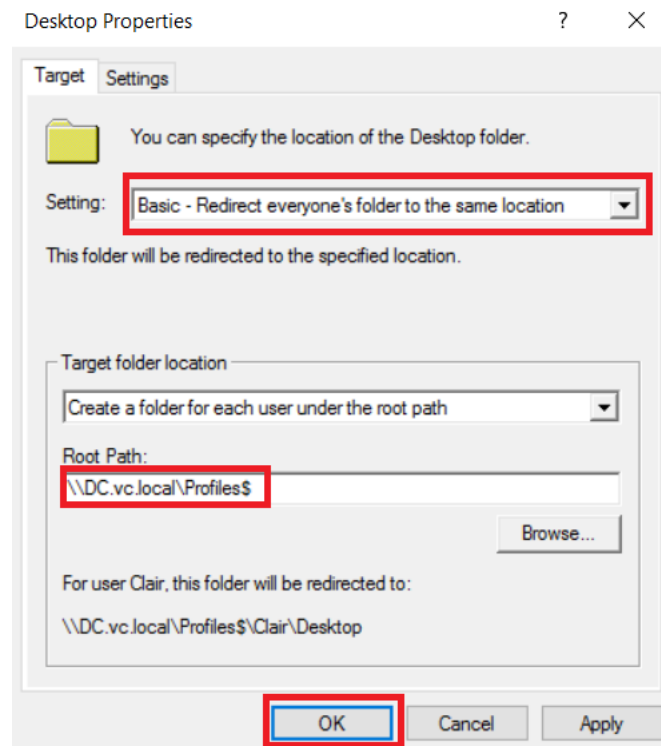 Desktop Properties ? ×
Target Settings
You can specify the location of the Desktop folder.
Setting: Basic - Redirect everyone's folder to the same location
This folder will be redirected to the specified location.
Target folder location
Create a folder for each user under the root path
Root Path:
\\DC.vc.local\Profiles$
Browse...
For user Clair, this folder will be redirected to:
\\DC.vc.local\Profiles$\Clair\Desktop
OK Cancel Apply